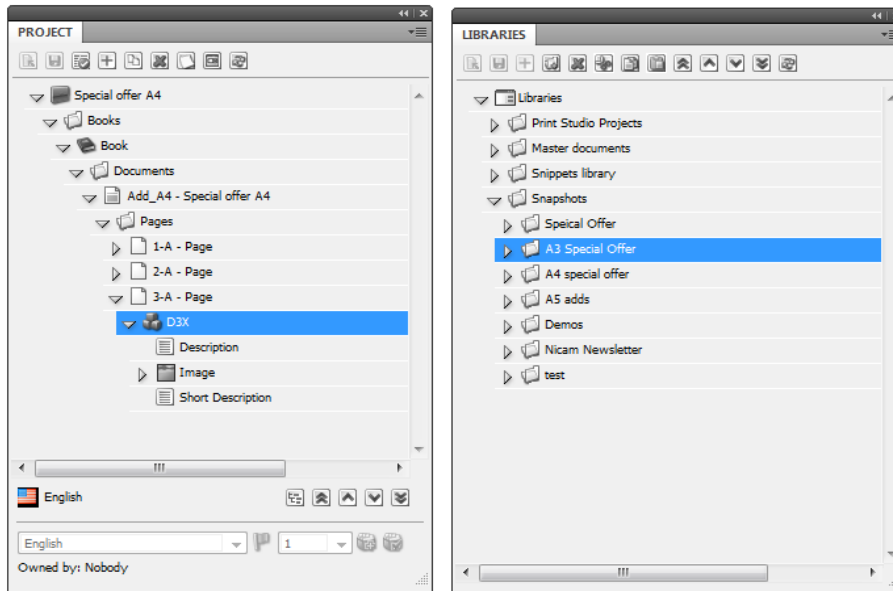 PROJECT
Special offer A4
Books
Book
Documents
Add_A4 - Special offer A4
Pages
1-A - Page
2-A - Page
3-A - Page
D3X
Description
Image
Short Description
English
English
1
Owned by: Nobody
LIBRARIES
Libraries
Print Studio Projects
Master documents
Snippets library
Snapshots
Speical Offer
A3 Special Offer
A4 special offer
A5 adds
Demos
Nicam Newsletter
test